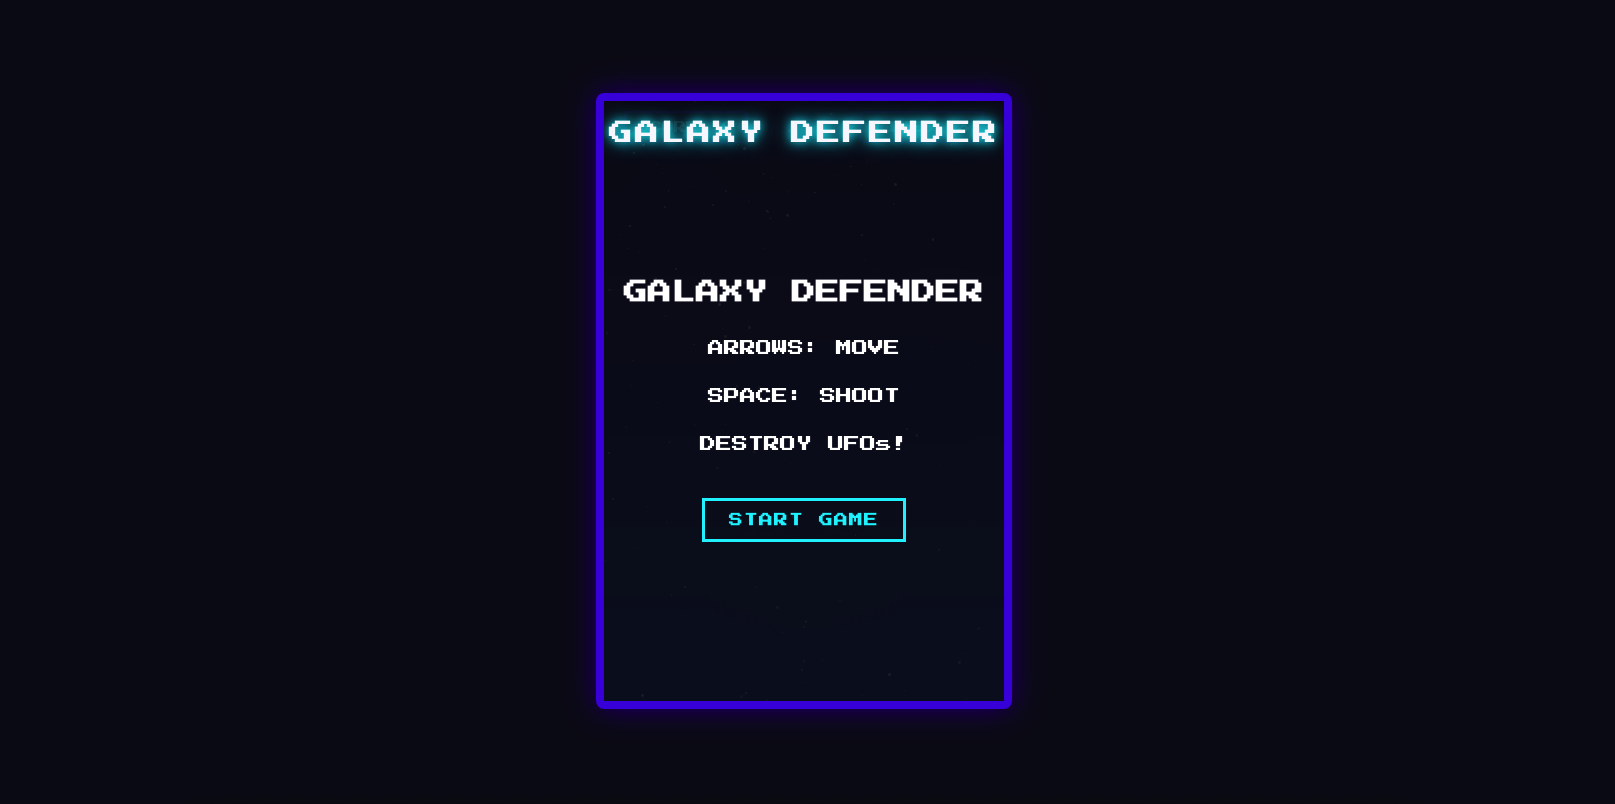 GALAXY DEFENDER
GALAXY DEFENDER
ARROWS: MOVE
SPACE: SHOOT
DESTROY UFOs!
START GAME